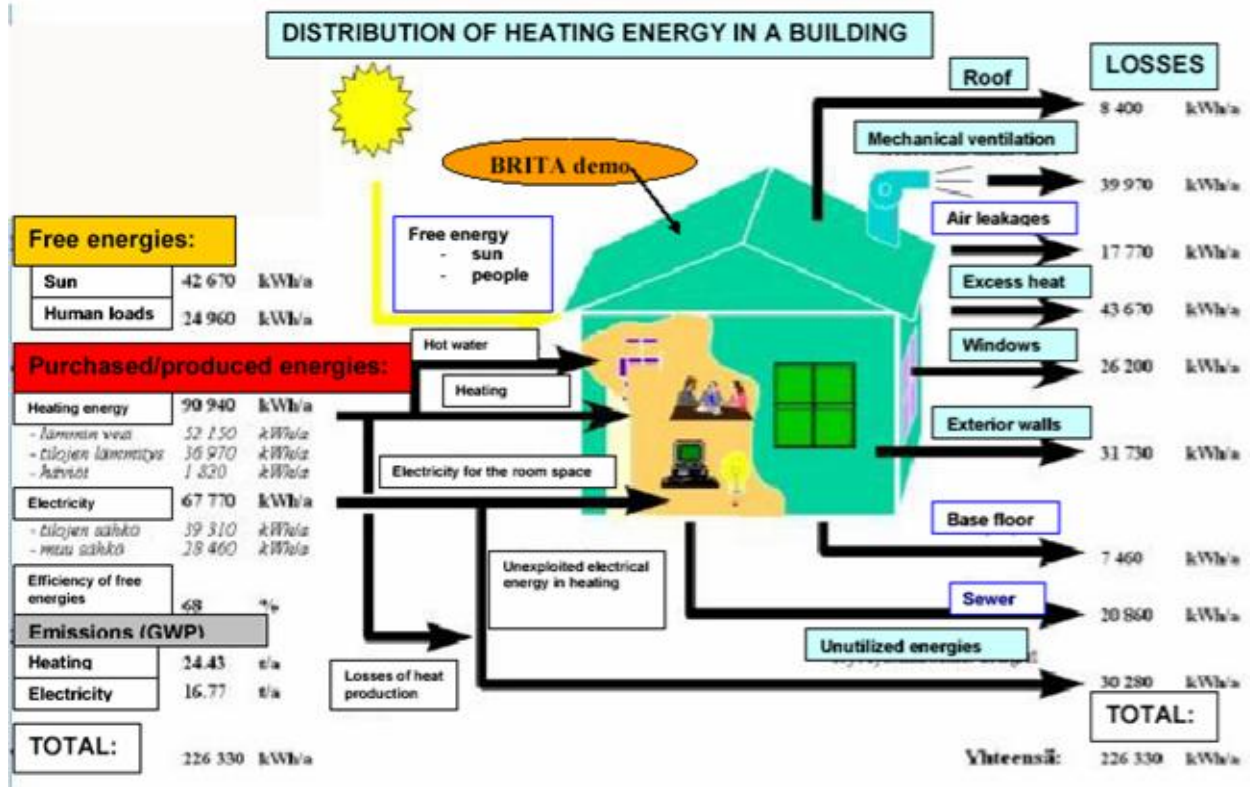 DISTRIBUTION OF HEATING ENERGY IN A BUILDING
LOSSES
Roof
8 400 kWh/a
Mechanical ventilation
39 970 kWh/a
BRITA demo
Air leakages
17 770 kWh/a
Excess heat
43 670 kWh/a
Windows
26 200 kWh/a
Exterior walls
31 730 kWh/a
Base floor
7 460 kWh/a
Sewer
20 860 kWh/a
Unutilized energies
30 280 kWh/a
TOTAL:
Yhteensä: 226 330 kWh/a
Free energy
- sun
- people
Hot water
Heating
Electricity for the room space
Unexploited electrical
energy in heating
Losses of heat
production
Free energies:
Sun 42 670 kWh/a
Human loads 24 960 kWh/a
Purchased/produced energies:
Heating energy 90 940 kWh/a
- lämmin vesi 52 150 kWh/a
- tilojen lämmitys 36 970 kWh/a
- häviöt 1 820 kWh/a
Electricity 67 770 kWh/a
- tilojen sähkö 39 310 kWh/a
- muu sähkö 28 460 kWh/a
Efficiency of free
energies 68 %
Emissions (GWP)
Heating 24.43 t/a
Electricity 16.77 t/a
TOTAL:
226 330 kWh/a